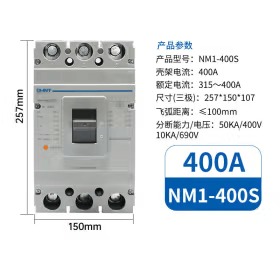 产品参数
产品型号: NM1-400S
壳架电流: 400A
额定电流: 315～400A
尺寸(三极): 257*150*107
飞弧距离: ≤100mm
分断能力/电压: 50KA/400V
10KA/690V
257mm
CHNT
150mm
400A
NM1-400S